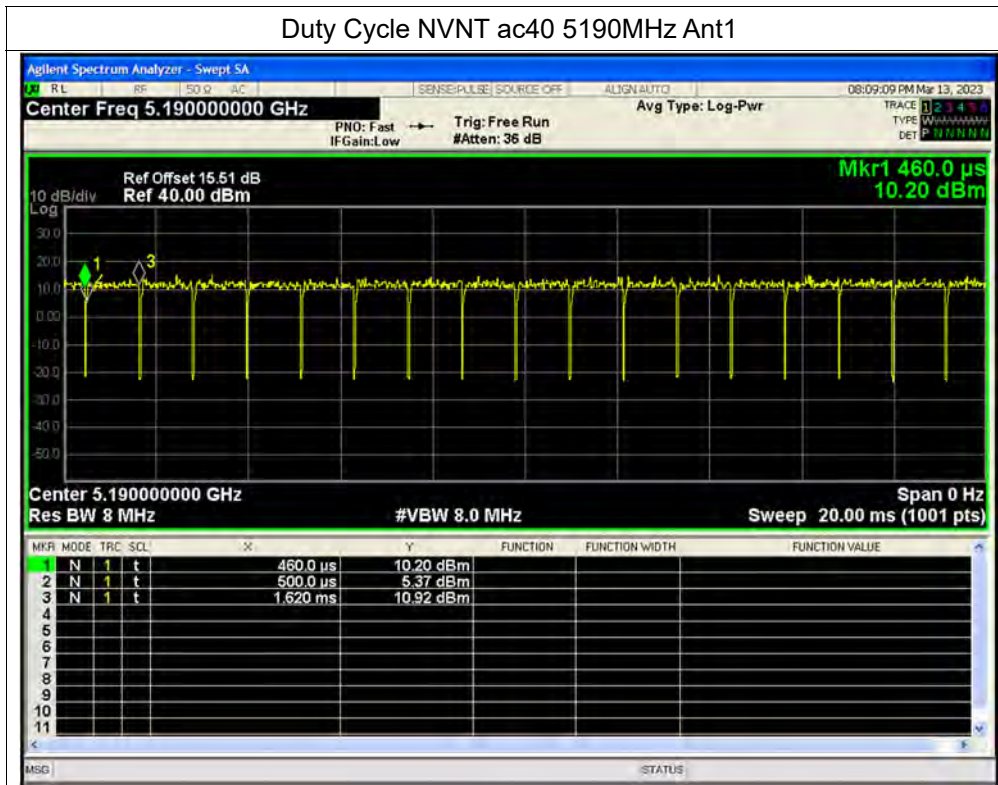 Duty Cycle NVNT ac40 5190MHz Ant1
Agilent Spectrum Analyzer - Swept SA
RL RF 50 Ω AC SENSE:PULSE SOURCE OFF ALIGN AUTO 08:09:09 PM Mar 13, 2023
Center Freq 5.190000000 GHz Avg Type: Log-Pwr TRACE 1 2 3 4 5 6
PNO: Fast Trig: Free Run TYPE W
IFGain:Low #Atten: 36 dB DET P N N N N N
Mkr1 460.0 µs
Ref Offset 15.51 dB
10 dB/div Ref 40.00 dBm 10.20 dBm
Log
30.0
20.0
1 3
10.0
0.00
-10.0
-20.0
-30.0
-40.0
-50.0
Center 5.190000000 GHz Span 0 Hz
Res BW 8 MHz #VBW 8.0 MHz Sweep 20.00 ms (1001 pts)
MKR MODE TRC SCL X Y FUNCTION FUNCTION WIDTH FUNCTION VALUE
1 N 1 t 460.0 µs 10.20 dBm
2 N 1 t 500.0 µs 5.37 dBm
3 N 1 t 1.620 ms 10.92 dBm
4
5
6
7
8
9
10
11
MSG STATUS